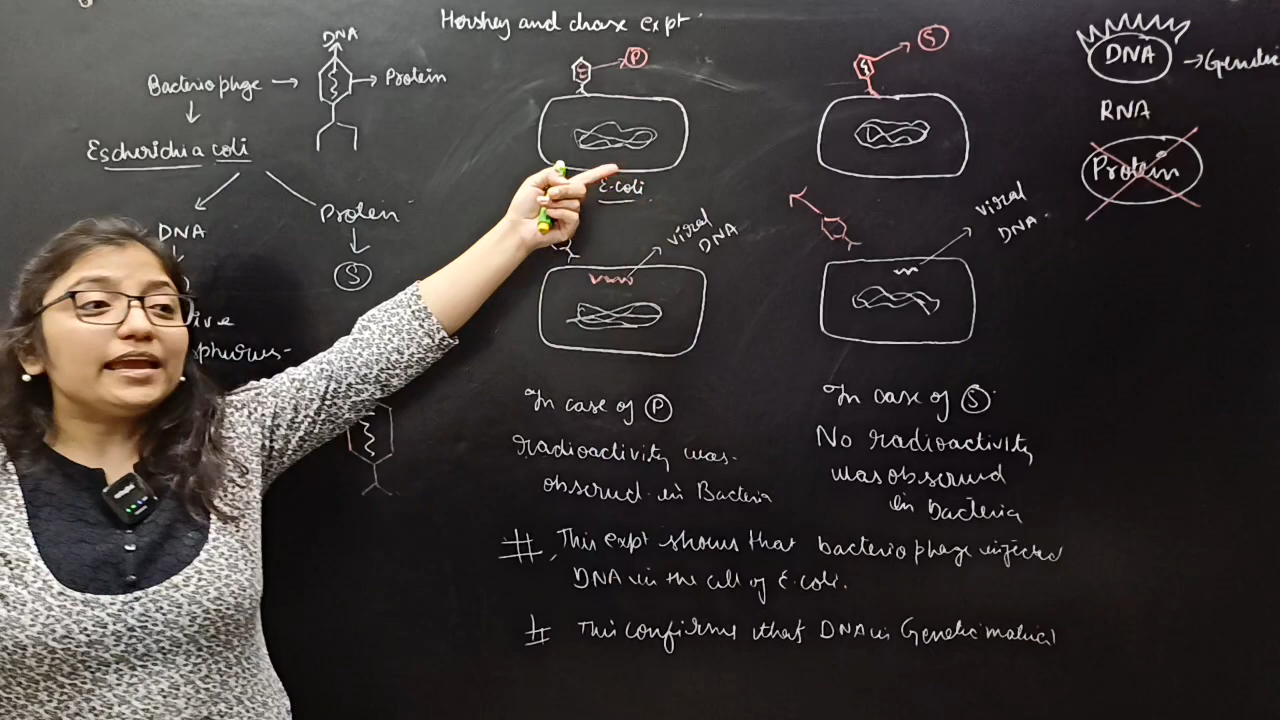 Hershey and chase expt
DNA
Bacteriophage → Protein
Escherichia coli
DNA
Protein
S
P
E.coli
viral
DNA
S
viral
DNA
DNA → Genetic
RNA
Protein
In case of P
radioactivity was
observed in Bacteria
In case of S
No radioactivity
was observed
in bacteria
# This expt shows that bacteriophage injected
DNA in the cell of E.coli.
# This confirms that DNA is Genetic material